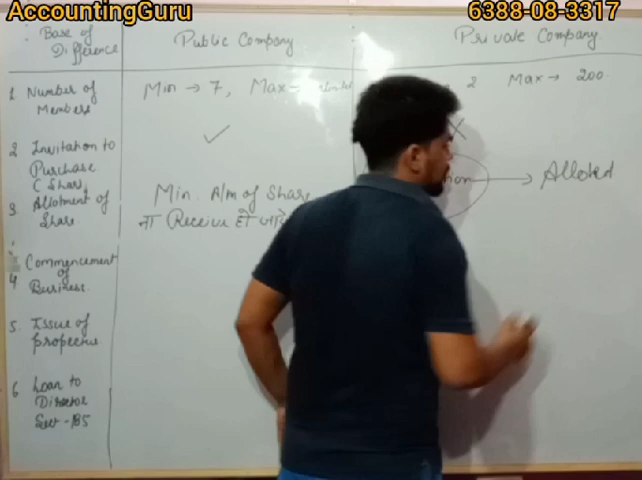 AccountingGuru
6388-08-3317
Base of
Difference
Public Company
Private Company
1 Number of
Members
Min → 7, Max -
2 Max → 200
2 Invitation to
Purchase
(Share)
✓
X
3. Allotment of
Share
Min. A/m of Share
ना Receive हो जाये
→ Alloted
4 Commencement
of
Business.
5. Issue of
6 Loan to
Director
Sec - 185